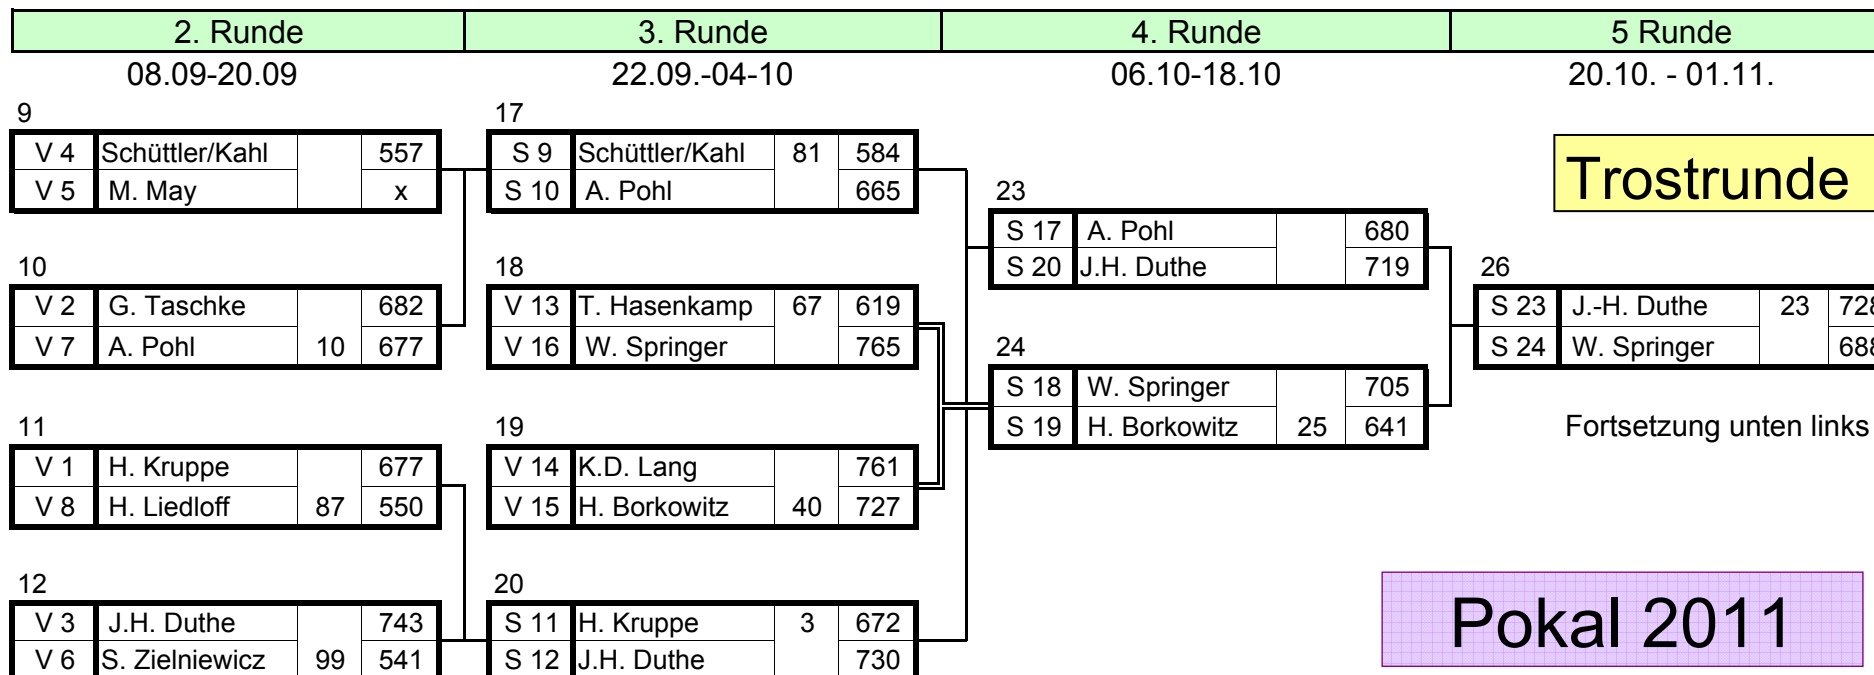 2. Runde 3. Runde 4. Runde 5 Runde
08.09-20.09 22.09.-04-10 06.10-18.10 20.10. - 01.11.
9 17
V 4 Schüttler/Kahl 557 S 9 Schüttler/Kahl 81 584
V 5 M. May x S 10 A. Pohl 665
Trostrunde
23
S 17 A. Pohl 680
10 18 S 20 J.H. Duthe 719 26
V 2 G. Taschke 682 V 13 T. Hasenkamp 67 619 S 23 J.-H. Duthe 23 728
V 7 A. Pohl 10 677 V 16 W. Springer 765 24 S 24 W. Springer 688
S 18 W. Springer 705
11 19 S 19 H. Borkowitz 25 641 Fortsetzung unten links
V 1 H. Kruppe 677 V 14 K.D. Lang 761
V 8 H. Liedloff 87 550 V 15 H. Borkowitz 40 727
12 20
V 3 J.H. Duthe 743 S 11 H. Kruppe 3 672
V 6 S. Zielniewicz 99 541 S 12 J.H. Duthe 730
Pokal 2011